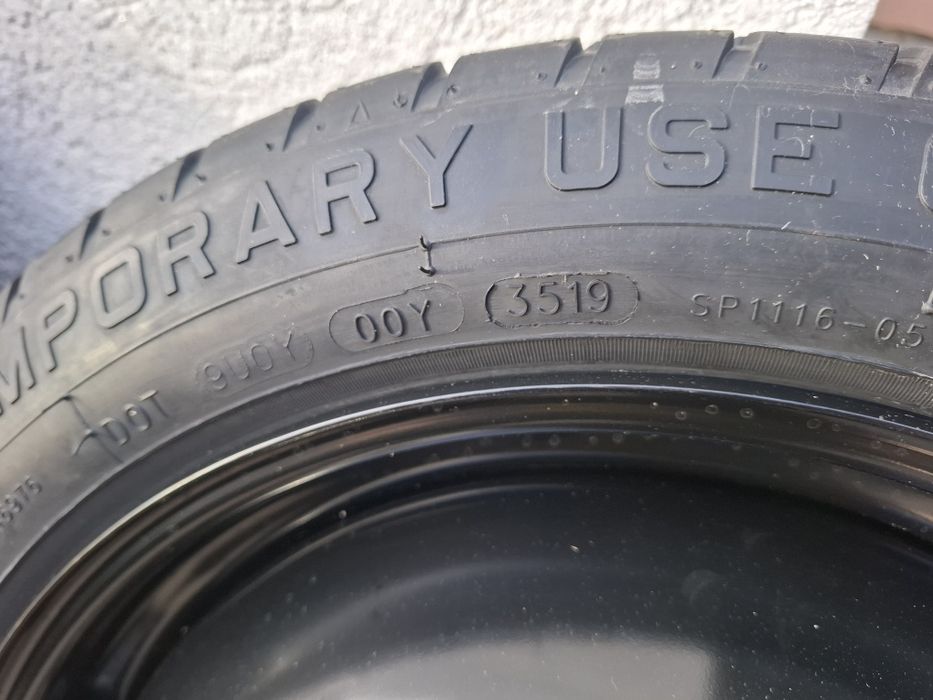 MPORARY USE
DOT 9U0Y 00Y 3519 SP1116-05